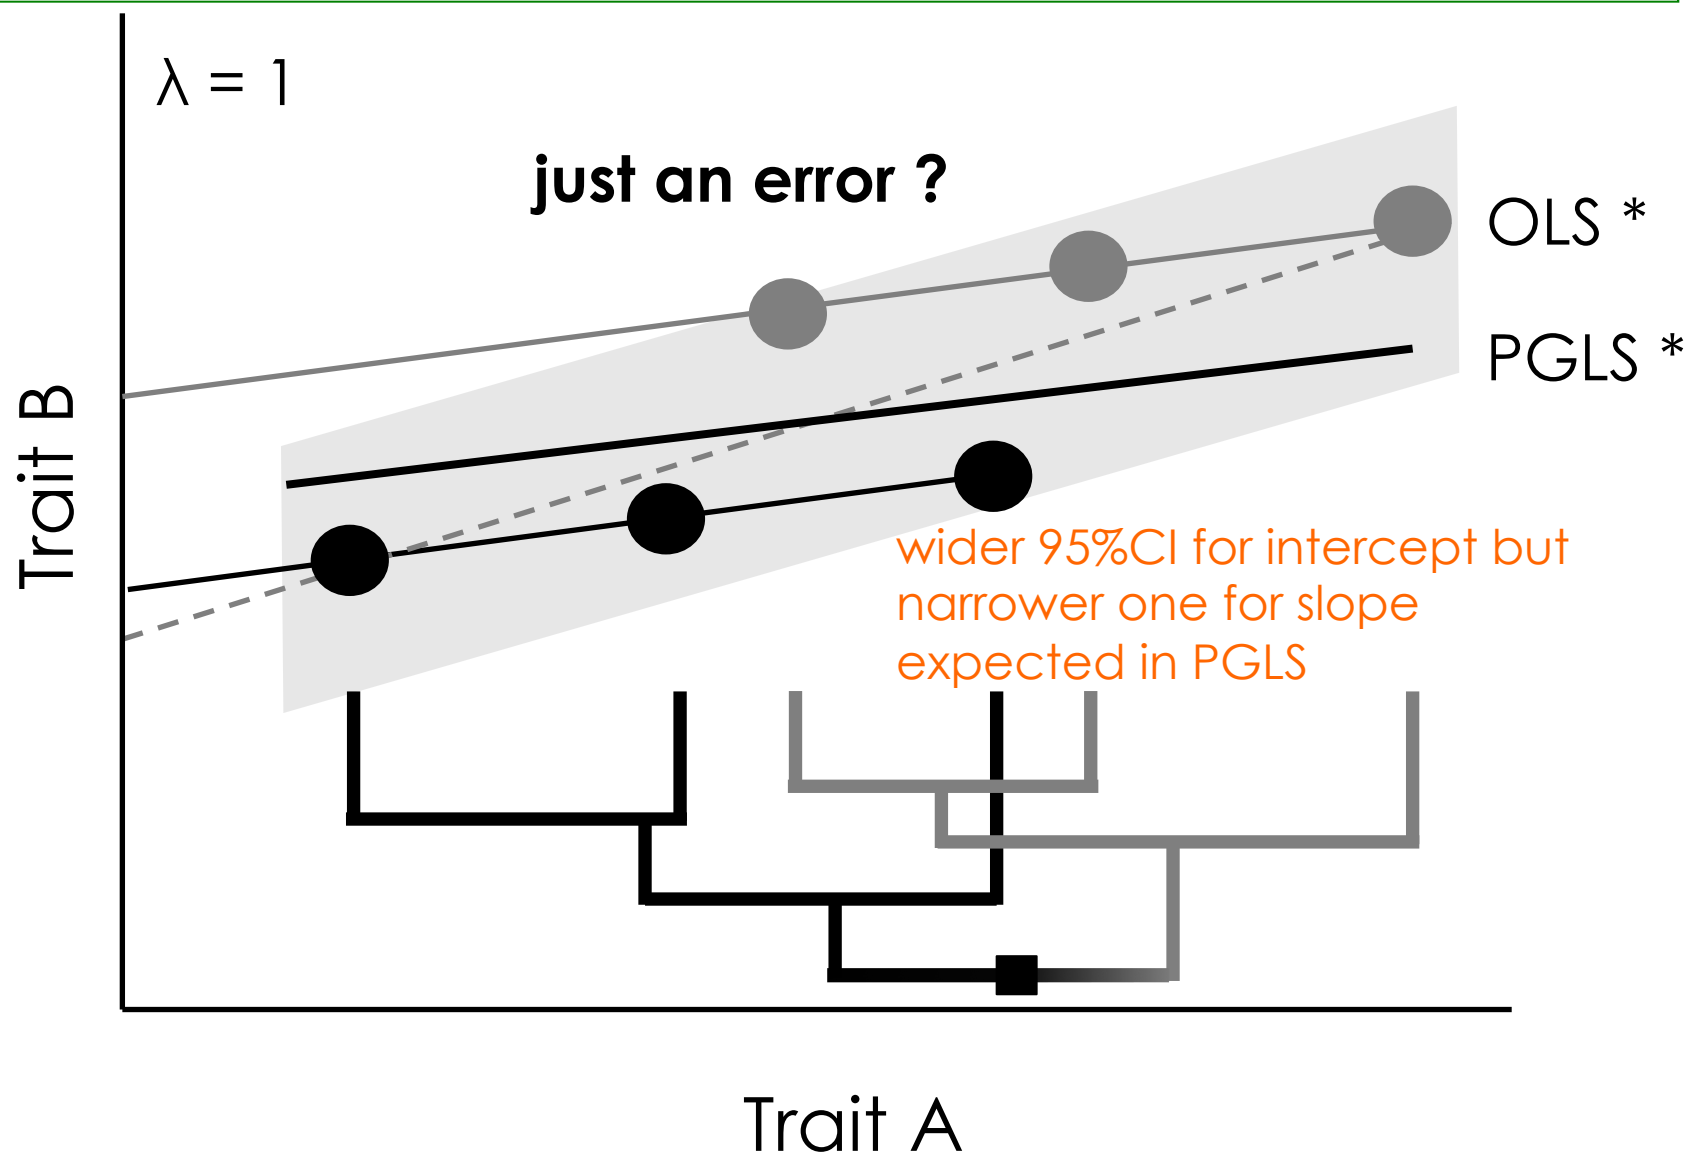 λ = 1
just an error ?
OLS *
PGLS *
Trait B
wider 95%CI for intercept but
narrower one for slope
expected in PGLS
Trait A